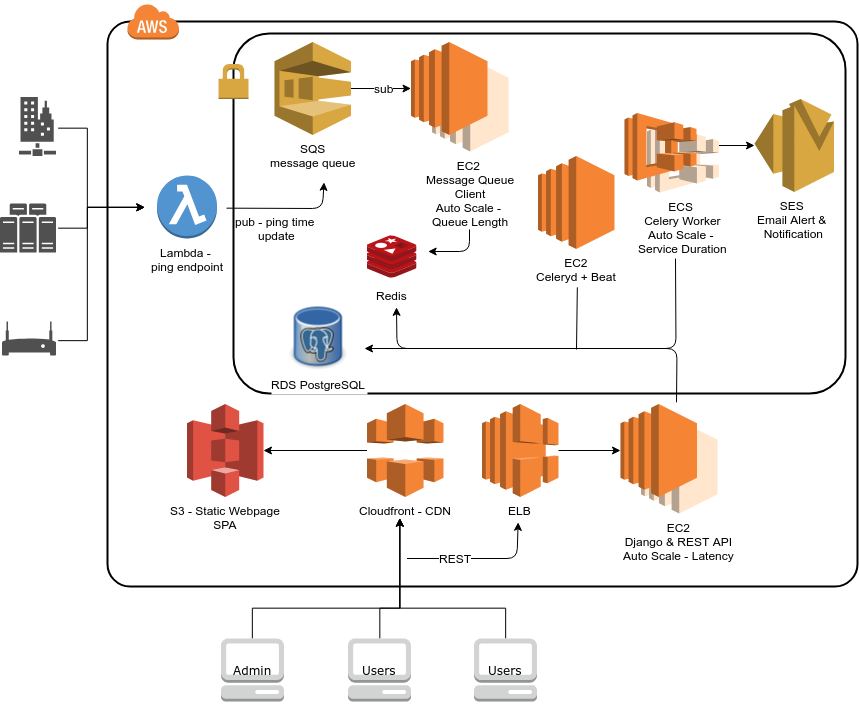 AWS
SQS
message queue
sub
EC2
Message Queue
Client
Auto Scale -
Queue Length
ECS
Celery Worker
Auto Scale -
Service Duration
SES
Email Alert &
Notification
Lambda -
ping endpoint
pub - ping time
update
EC2
Celeryd + Beat
Redis
RDS PostgreSQL
S3 - Static Webpage
SPA
Cloudfront - CDN
ELB
EC2
Django & REST API
Auto Scale - Latency
REST
Admin
Users
Users